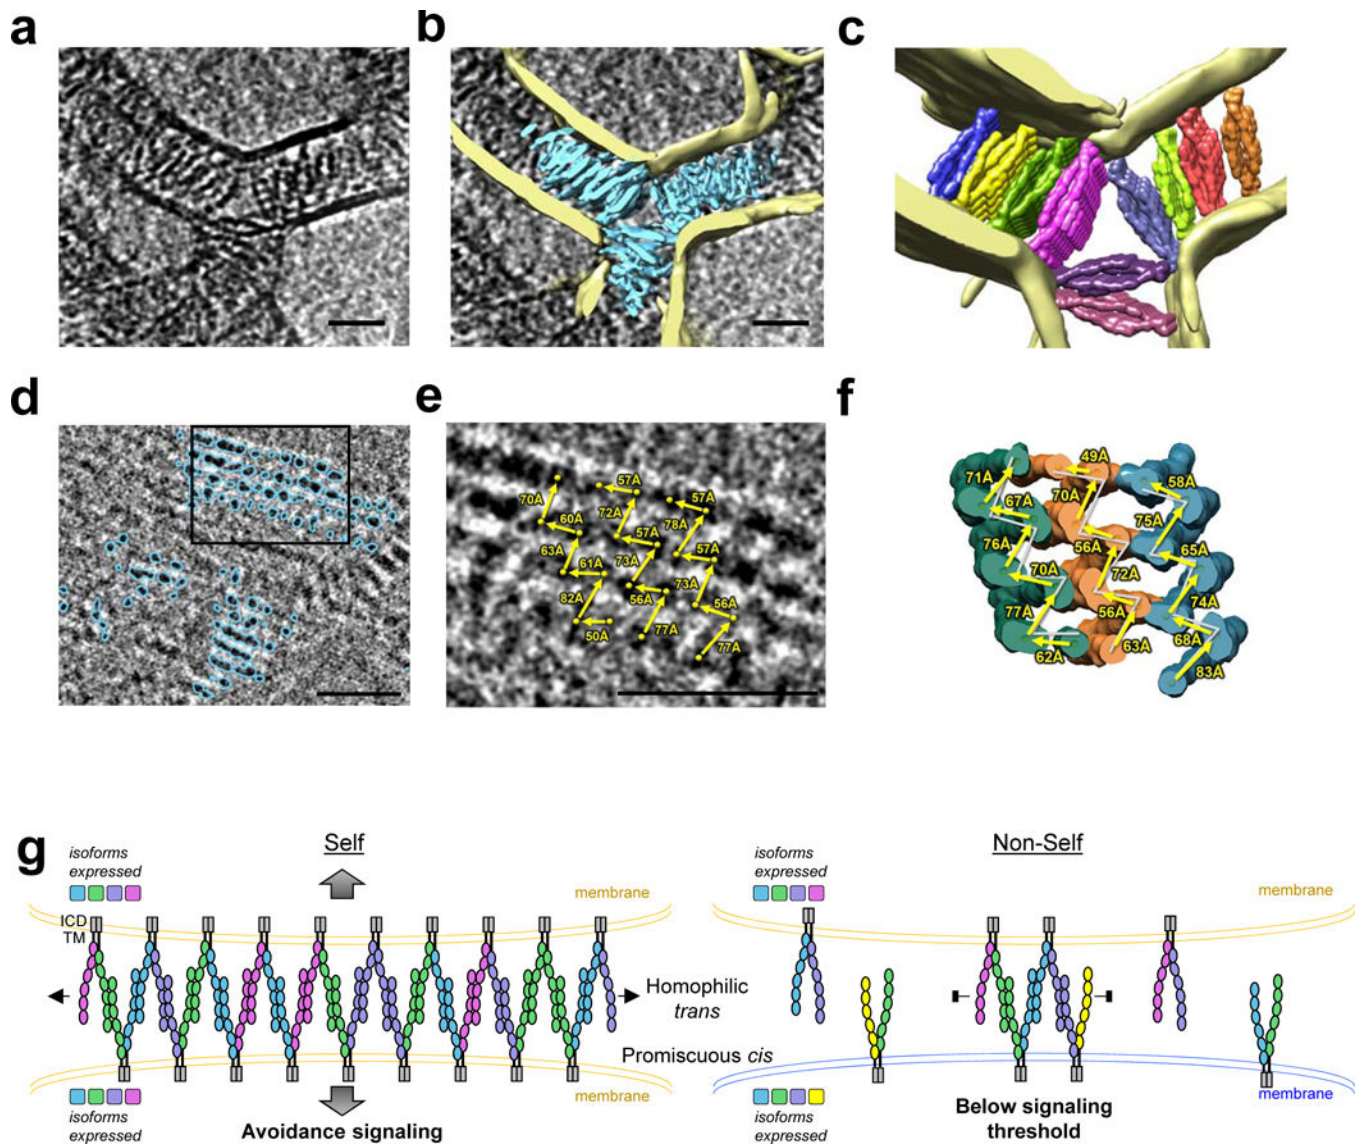 a
b
c
d
e
f
70A
60A
63A
61A
82A
50A
57A
72A
57A
73A
56A
77A
57A
78A
57A
73A
56A
77A
71A
67A
76A
70A
77A
62A
49A
70A
56A
72A
56A
63A
58A
75A
65A
74A
68A
83A
g
isoforms
expressed
Self
membrane
ICD
TM
Homophilic
trans
Promiscuous cis
membrane
isoforms
expressed
Avoidance signaling
isoforms
expressed
Non-Self
membrane
membrane
isoforms
expressed
Below signaling
threshold